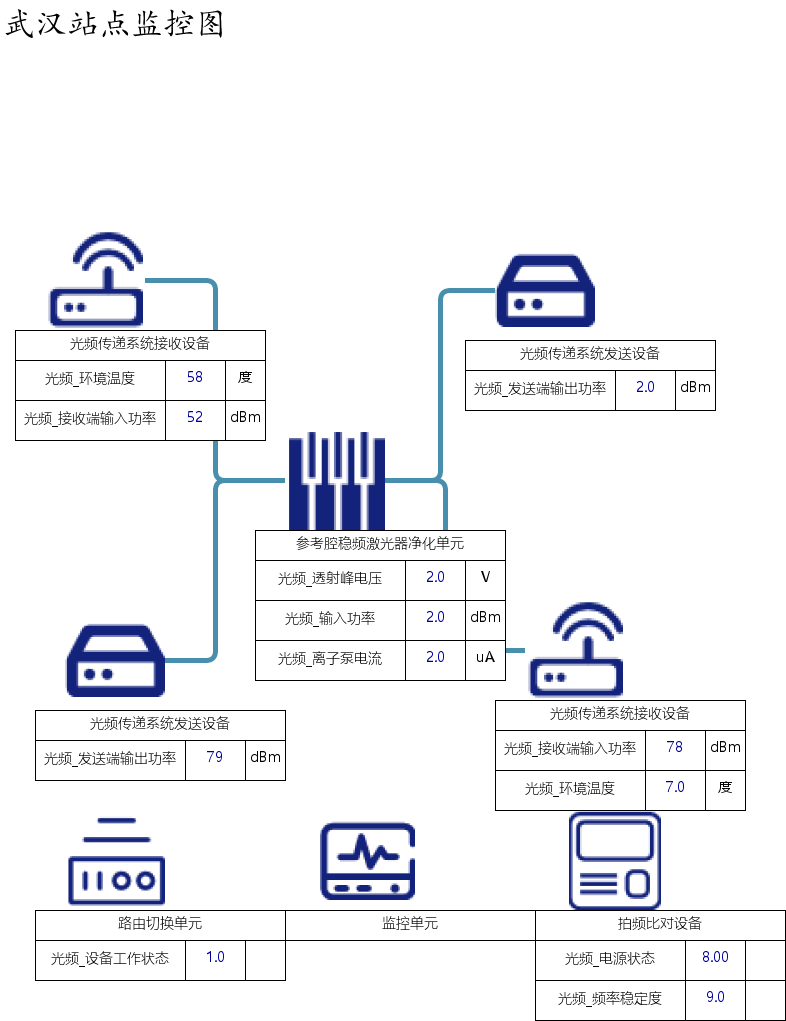 武汉站点监控图
光频传递系统接收设备
光频_环境温度 58 度
光频_接收端输入功率 52 dBm
光频传递系统发送设备
光频_发送端输出功率 2.0 dBm
参考腔稳频激光器净化单元
光频_透射峰电压 2.0 V
光频_输入功率 2.0 dBm
光频_离子泵电流 2.0 uA
光频传递系统发送设备
光频_发送端输出功率 79 dBm
光频传递系统接收设备
光频_接收端输入功率 78 dBm
光频_环境温度 7.0 度
路由切换单元
光频_设备工作状态 1.0
监控单元
拍频比对设备
光频_电源状态 8.00
光频_频率稳定度 9.0